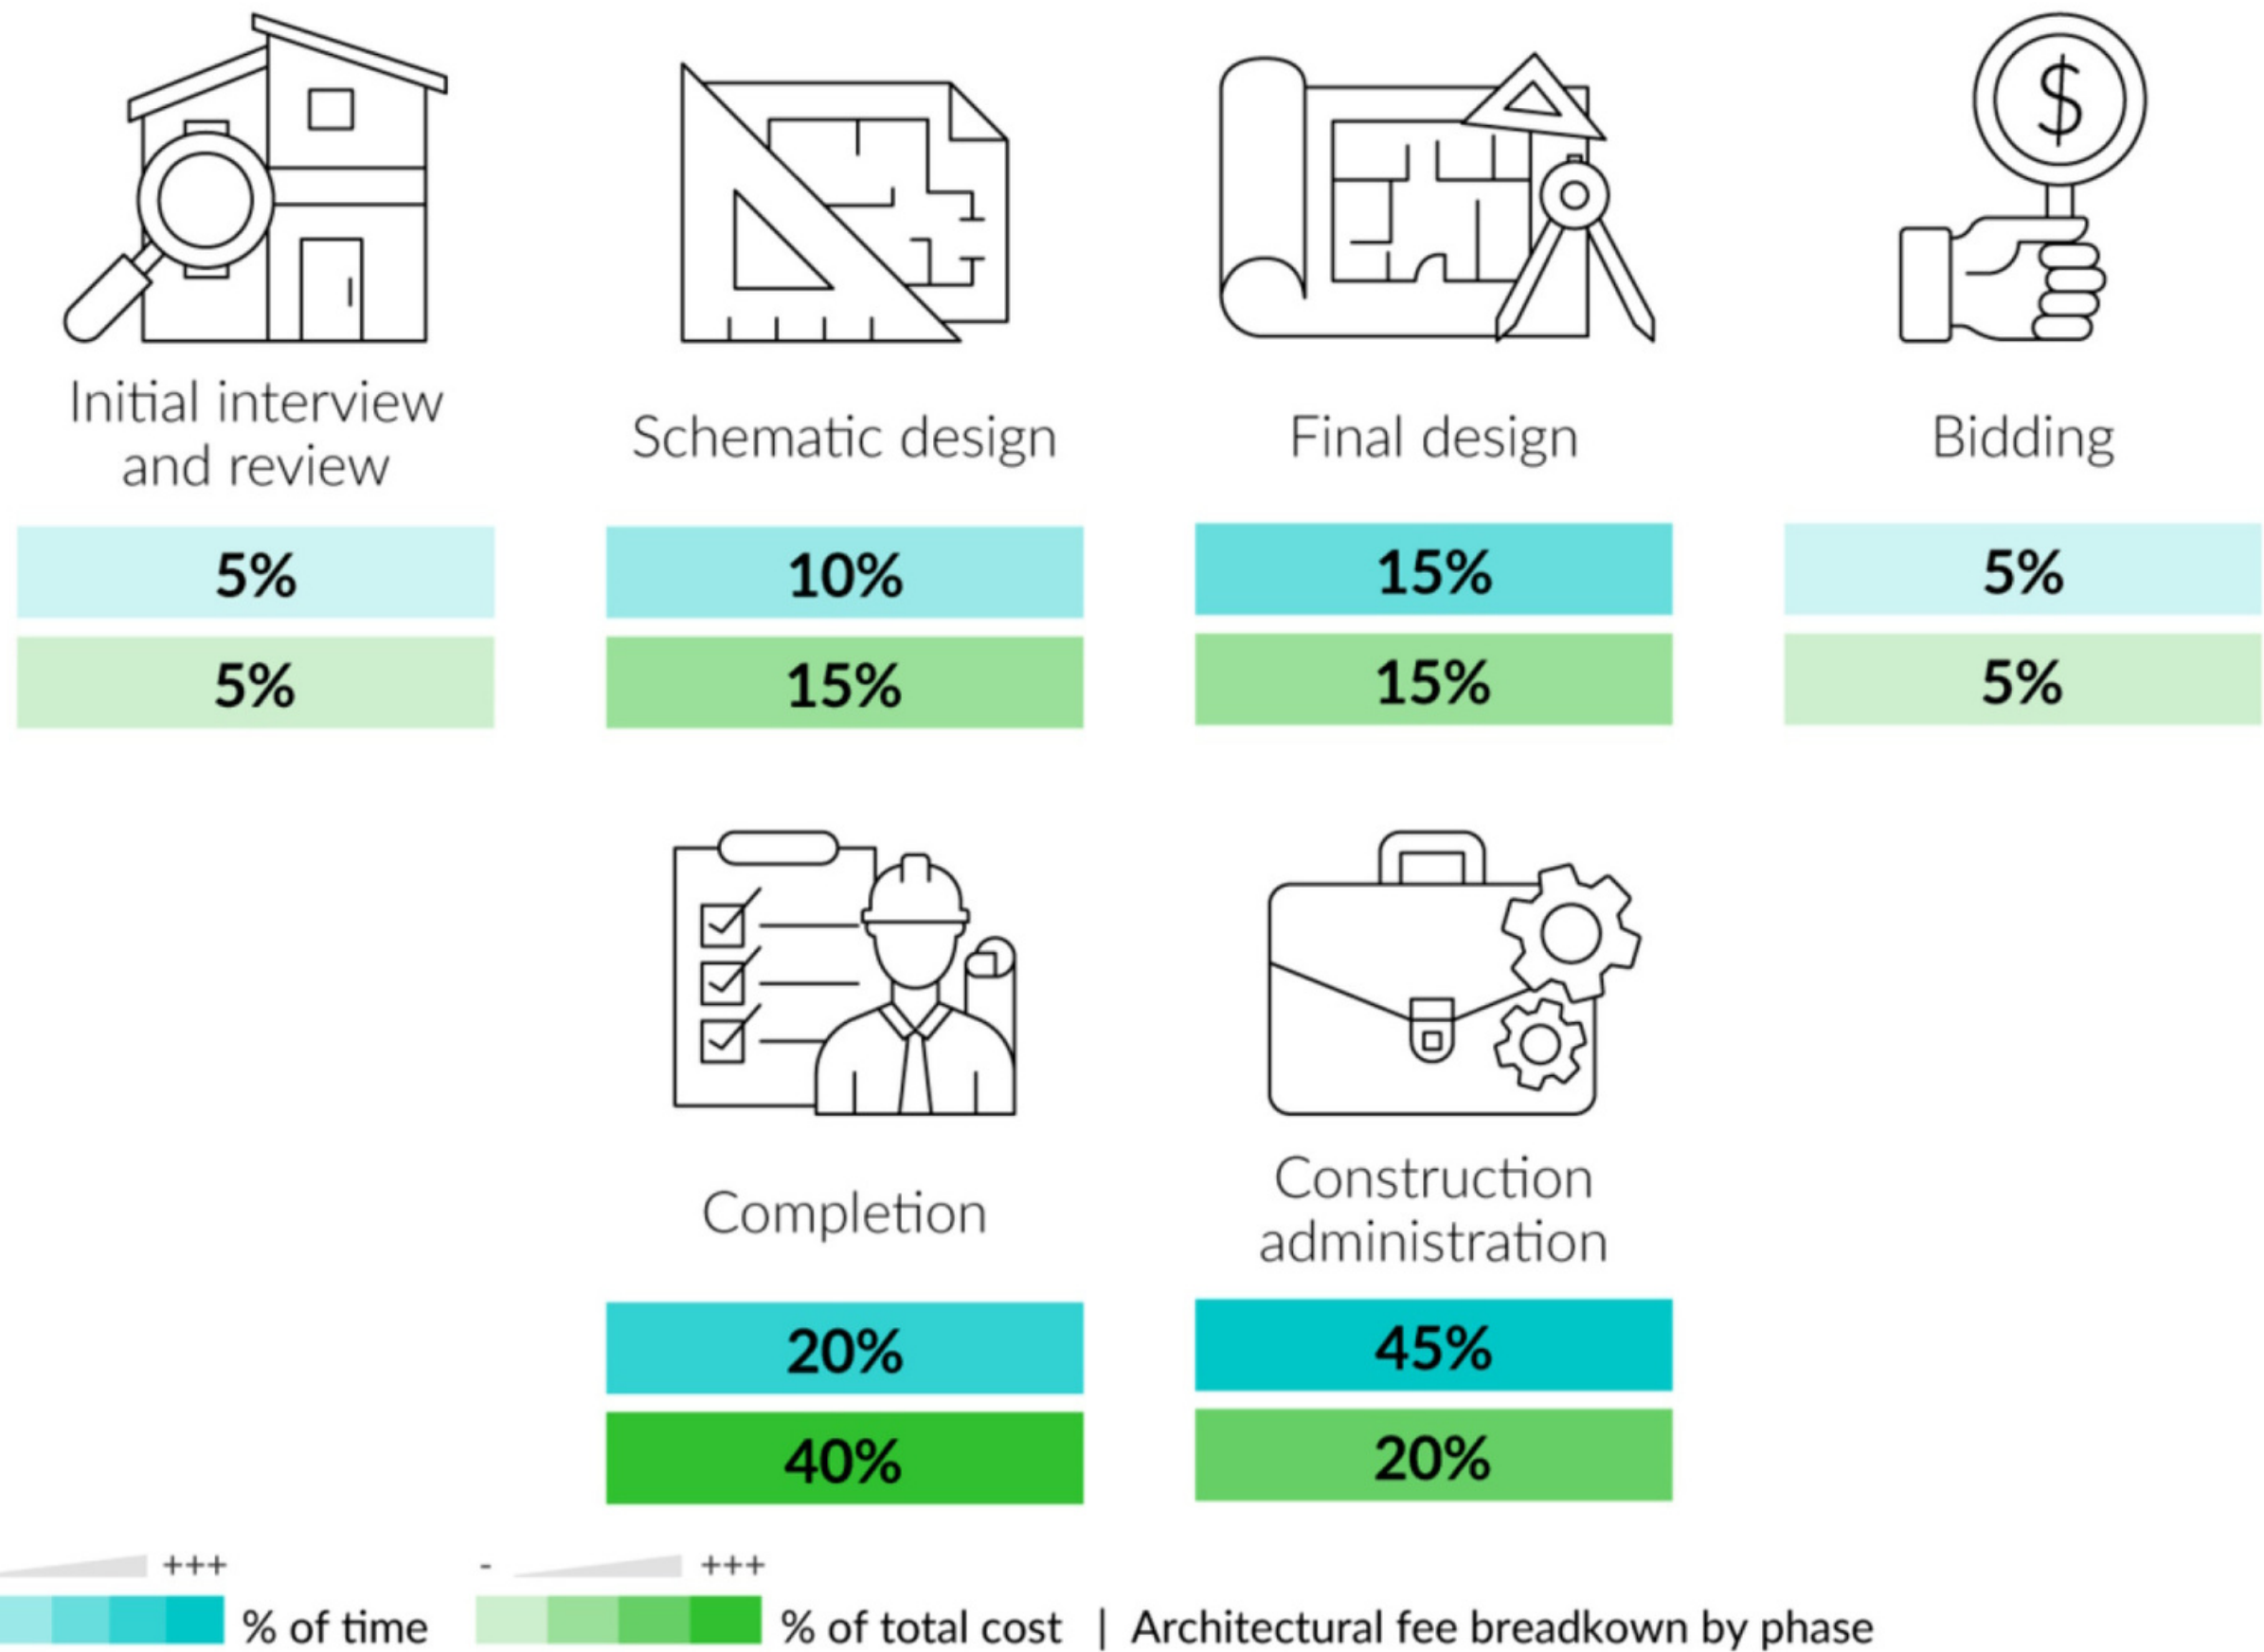 $
Initial interview
and review
Schematic design
Final design
Bidding
5%
10%
15%
5%
5%
15%
15%
5%
Completion
Construction
administration
20%
45%
40%
20%
+++
- +++
% of time
% of total cost | Architectural fee breadkown by phase